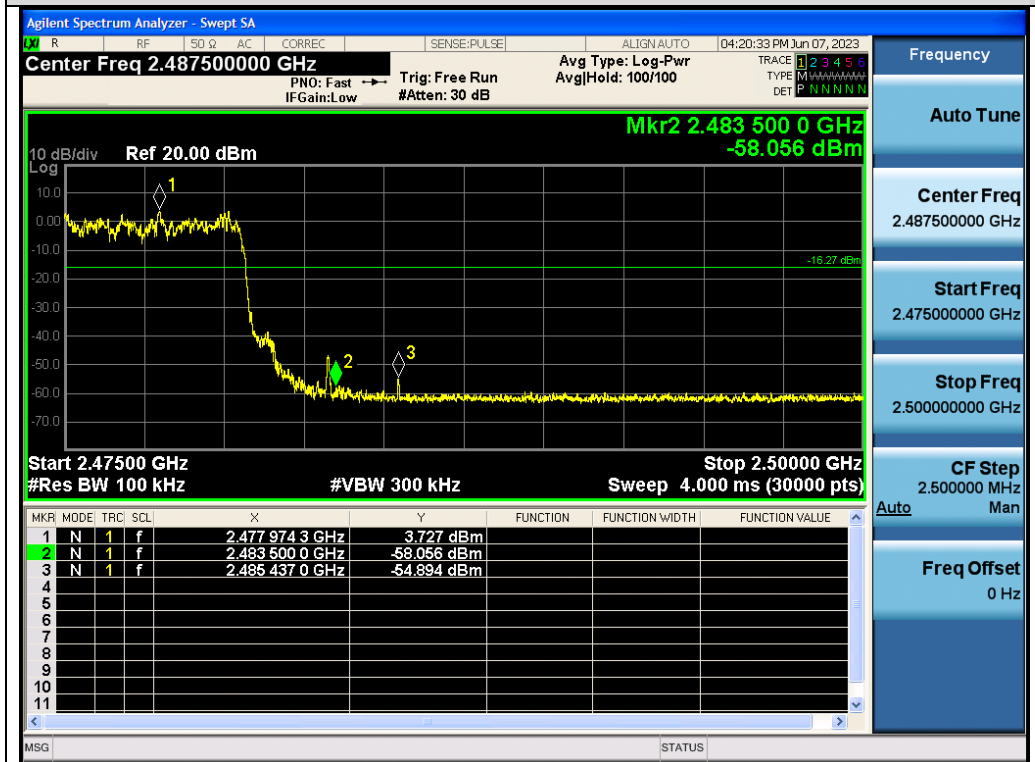 Agilent Spectrum Analyzer - Swept SA
LXI R RF 50 Ω AC CORREC SENSE:PULSE ALIGN AUTO 04:20:33 PM Jun 07, 2023
Center Freq 2.487500000 GHz Avg Type: Log-Pwr TRACE 1 2 3 4 5 6
PNO: Fast Trig: Free Run Avg|Hold: 100/100 TYPE M
IFGain:Low #Atten: 30 dB DET P N N N N N
Mkr2 2.483 500 0 GHz
-58.056 dBm
10 dB/div Ref 20.00 dBm
Log
10.0
0.00
-10.0
-20.0
-30.0
-40.0
-50.0
-60.0
-70.0
1
2
3
-16.27 dBm
Start 2.47500 GHz Stop 2.50000 GHz
#Res BW 100 kHz #VBW 300 kHz Sweep 4.000 ms (30000 pts)
MKR MODE TRC SCL X Y FUNCTION FUNCTION WIDTH FUNCTION VALUE
1 N 1 f 2.477 974 3 GHz 3.727 dBm
2 N 1 f 2.483 500 0 GHz -58.056 dBm
3 N 1 f 2.485 437 0 GHz -54.894 dBm
4
5
6
7
8
9
10
11
MSG STATUS
Frequency
Auto Tune
Center Freq
2.487500000 GHz
Start Freq
2.475000000 GHz
Stop Freq
2.500000000 GHz
CF Step
2.500000 MHz
Auto Man
Freq Offset
0 Hz